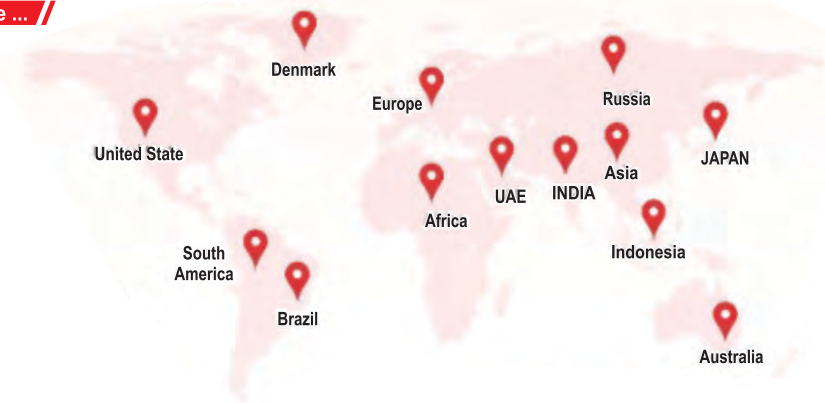 e ...
Denmark
Europe
Russia
United State
JAPAN
Asia
UAE
INDIA
Africa
South
America
Indonesia
Brazil
Australia